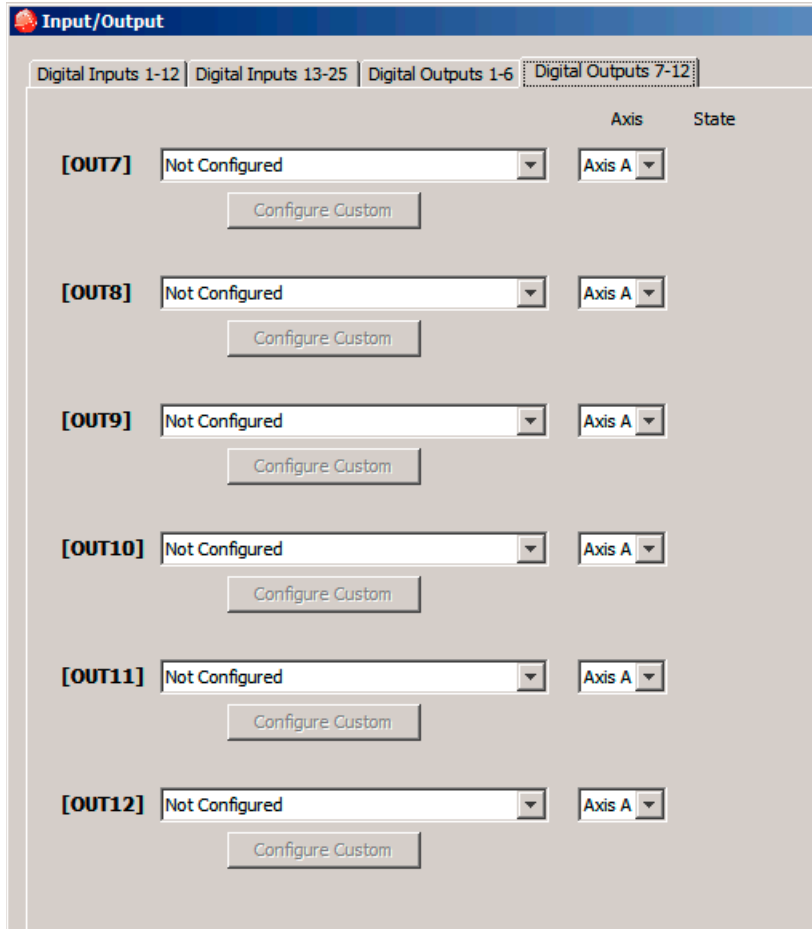 Input/Output
Digital Inputs 1-12 Digital Inputs 13-25 Digital Outputs 1-6 Digital Outputs 7-12
Axis State
[OUT7] Not Configured Axis A
Configure Custom
[OUT8] Not Configured Axis A
Configure Custom
[OUT9] Not Configured Axis A
Configure Custom
[OUT10] Not Configured Axis A
Configure Custom
[OUT11] Not Configured Axis A
Configure Custom
[OUT12] Not Configured Axis A
Configure Custom